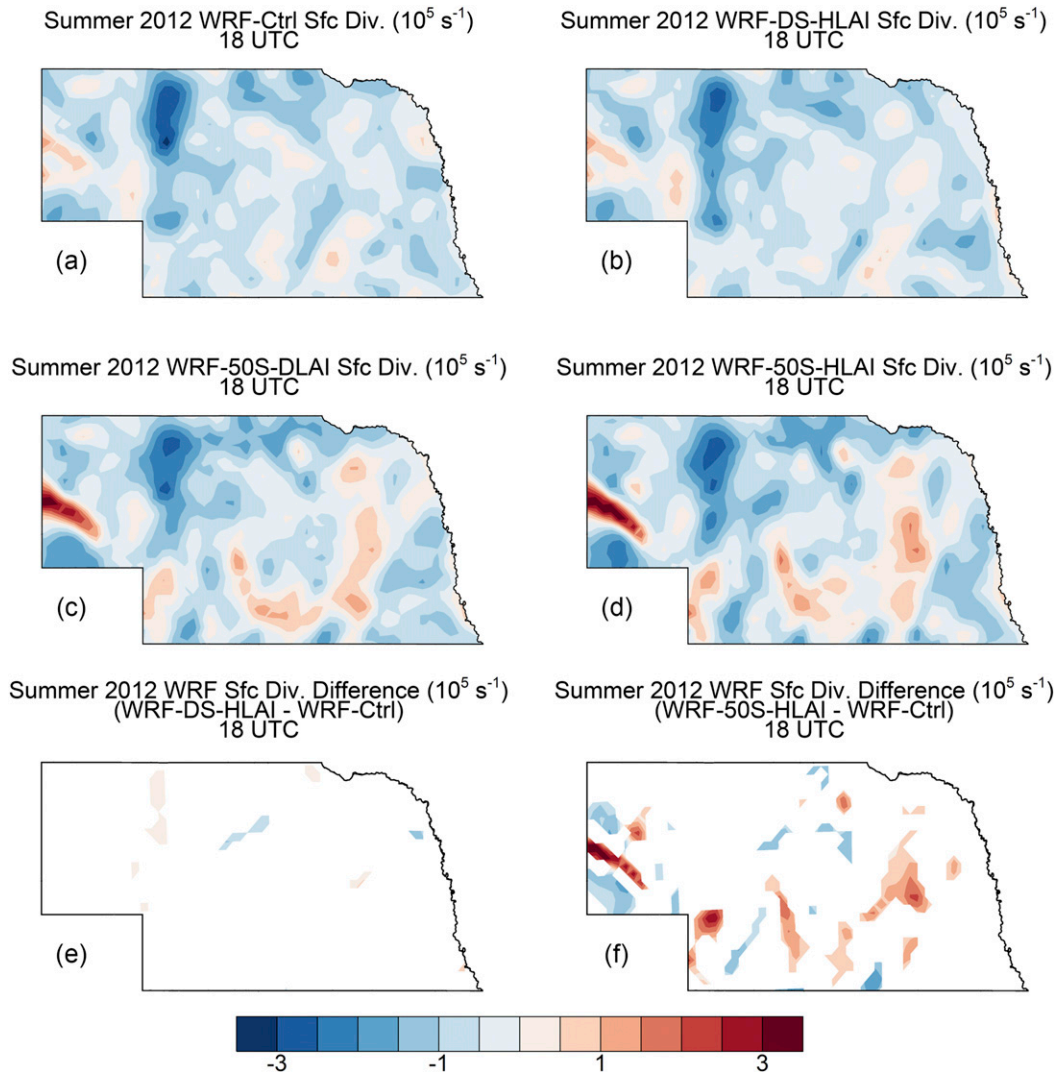 Summer 2012 WRF-Ctrl Sfc Div. (10⁵ s⁻¹)
18 UTC
Summer 2012 WRF-DS-HLAI Sfc Div. (10⁵ s⁻¹)
18 UTC
(a)
(b)
Summer 2012 WRF-50S-DLAI Sfc Div. (10⁵ s⁻¹)
18 UTC
Summer 2012 WRF-50S-HLAI Sfc Div. (10⁵ s⁻¹)
18 UTC
(c)
(d)
Summer 2012 WRF Sfc Div. Difference (10⁵ s⁻¹)
(WRF-DS-HLAI - WRF-Ctrl)
18 UTC
Summer 2012 WRF Sfc Div. Difference (10⁵ s⁻¹)
(WRF-50S-HLAI - WRF-Ctrl)
18 UTC
(e)
(f)
-3 -1 1 3